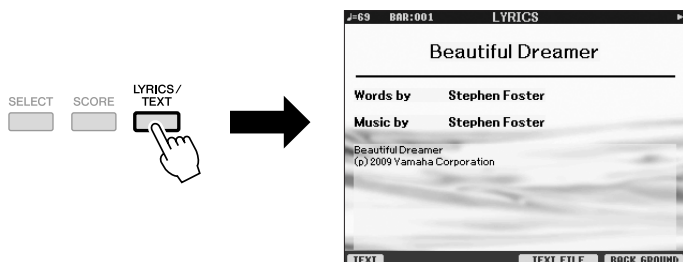 SELECT
SCORE
LYRICS/
TEXT
♩=69 BAR:001 LYRICS
Beautiful Dreamer
Words by Stephen Foster
Music by Stephen Foster
Beautiful Dreamer
(p) 2009 Yamaha Corporation
TEXT TEXT FILE BACK GROUND